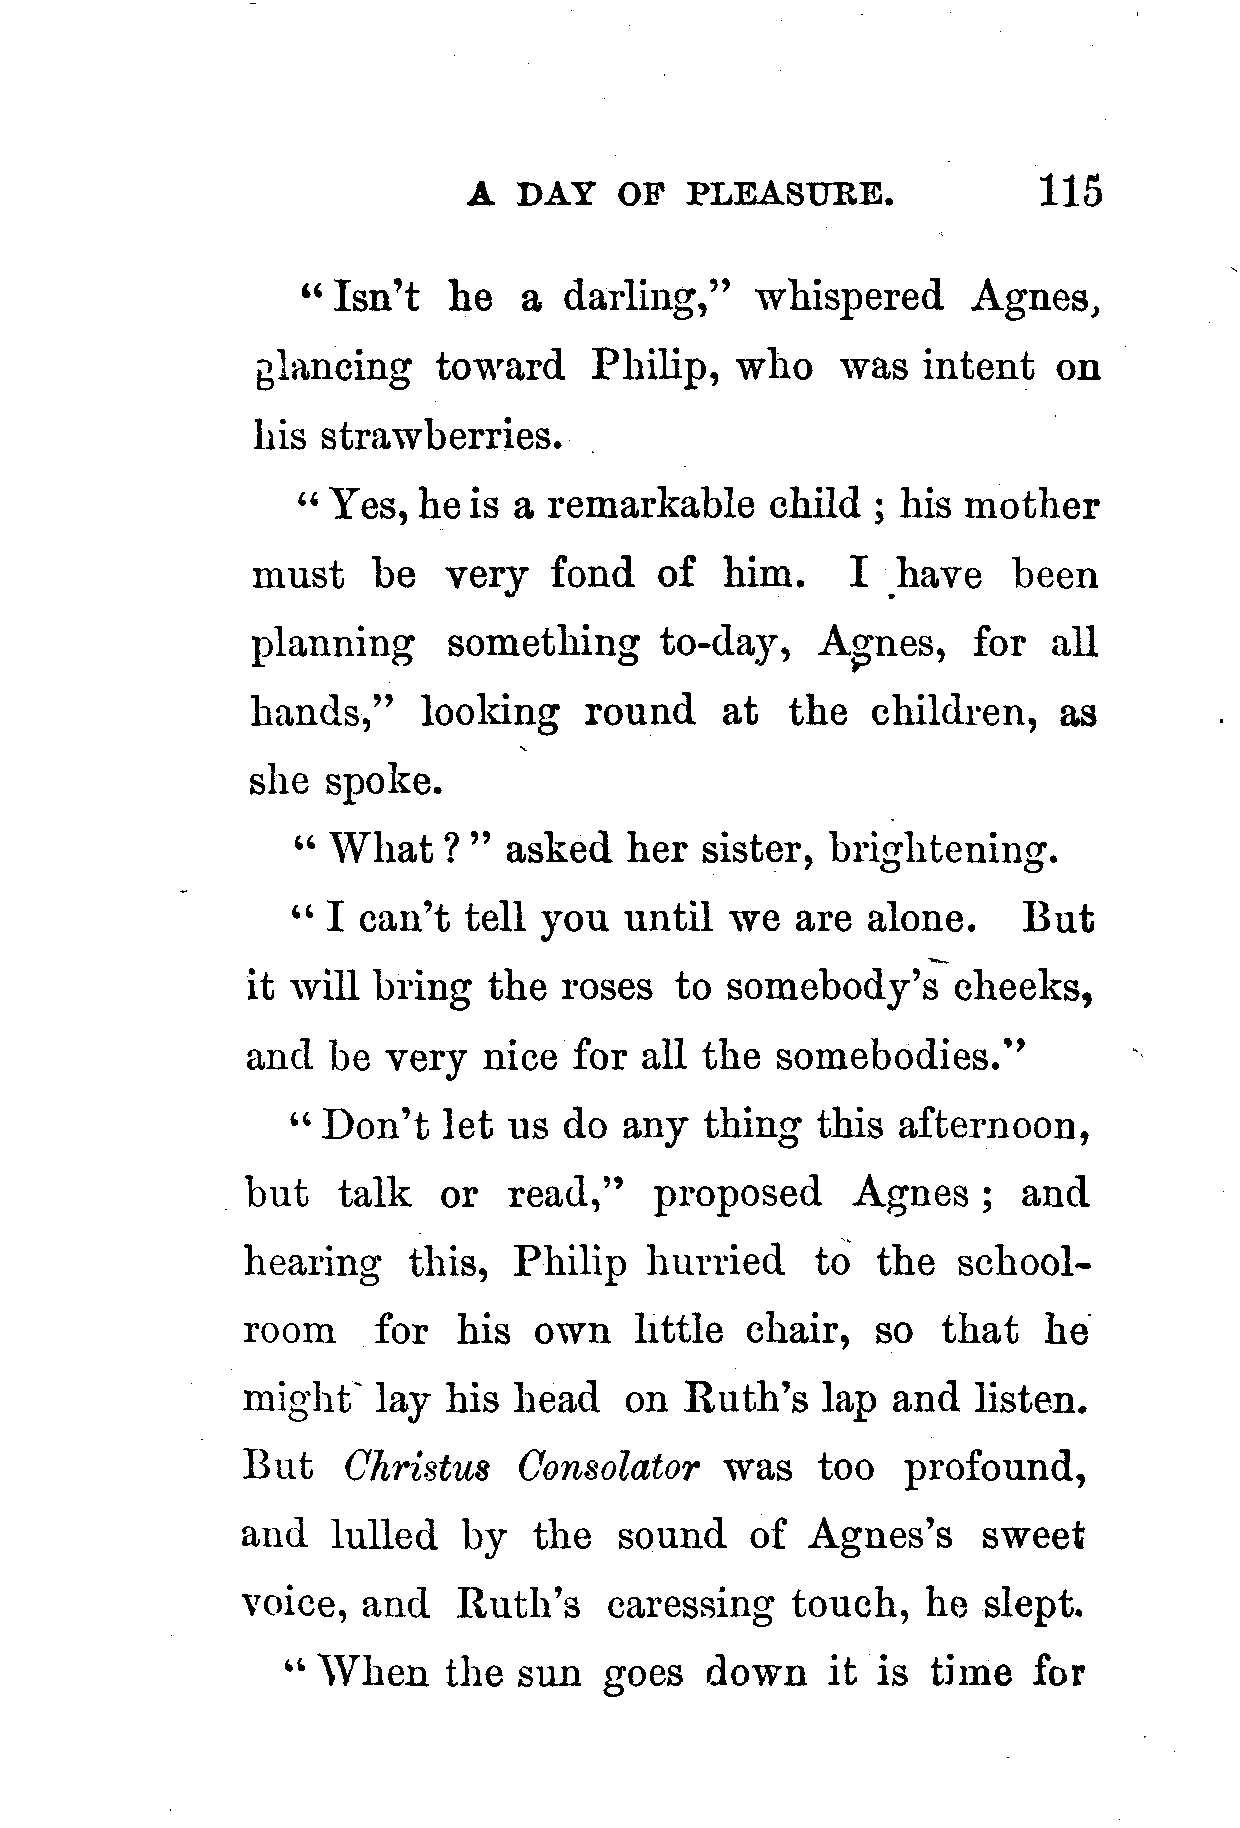 A DAY OF PLEASURE. 115
“Isn’t he a darling,” whispered Agnes,
glancing toward Philip, who was intent on
his strawberries.
“Yes, he is a remarkable child ; his mother
must be very fond of him. I have been
planning something to-day, Agnes, for all
hands,” looking round at the children, as
she spoke.
“What ? ” asked her sister, brightening.
“I can’t tell you until we are alone. But
it will bring the roses to somebody’s cheeks,
and be very nice for all the somebodies.”
“Don’t let us do any thing this afternoon,
but talk or read,” proposed Agnes ; and
hearing this, Philip hurried to the school-
room for his own little chair, so that he
might lay his head on Ruth’s lap and listen.
But Christus Consolator was too profound,
and lulled by the sound of Agnes’s sweet
voice, and Ruth’s caressing touch, he slept.
“When the sun goes down it is time for